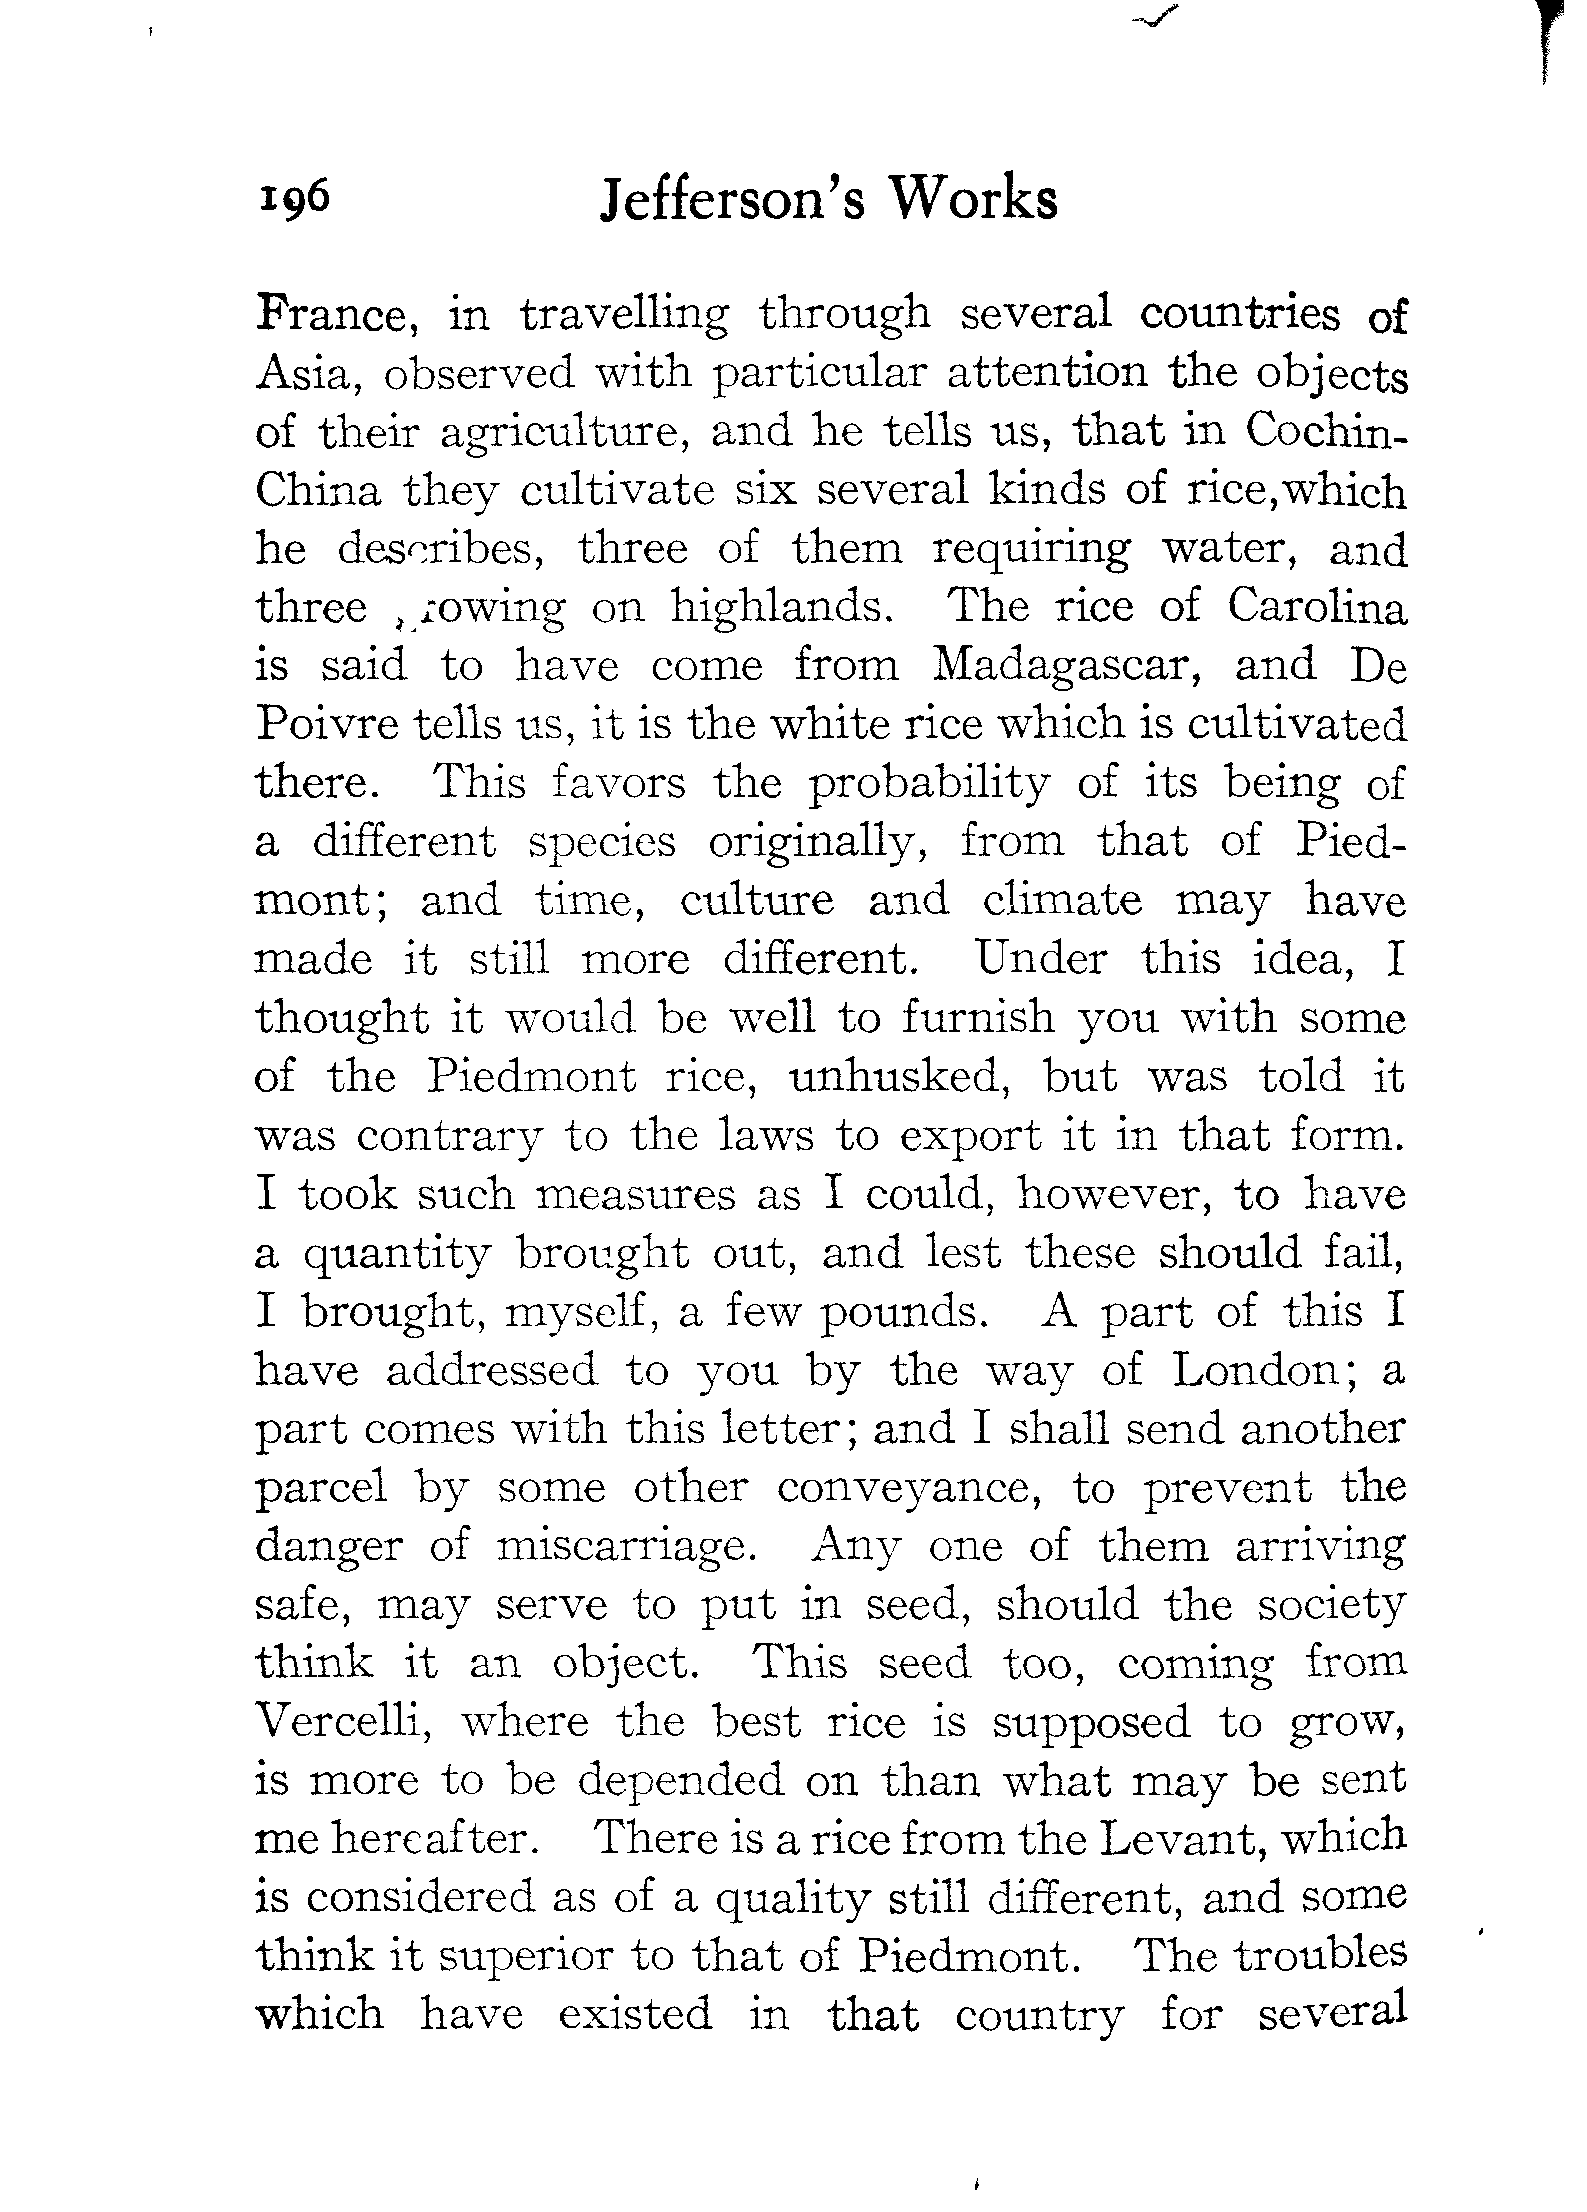 196 Jefferson's Works
France, in travelling through several countries of
Asia, observed with particular attention the objects
of their agriculture, and he tells us, that in Cochin-
China they cultivate six several kinds of rice, which
he describes, three of them requiring water, and
three growing on highlands. The rice of Carolina
is said to have come from Madagascar, and De
Poivre tells us, it is the white rice which is cultivated
there. This favors the probability of its being of
a different species originally, from that of Pied-
mont; and time, culture and climate may have
made it still more different. Under this idea, I
thought it would be well to furnish you with some
of the Piedmont rice, unhusked, but was told it
was contrary to the laws to export it in that form.
I took such measures as I could, however, to have
a quantity brought out, and lest these should fail,
I brought, myself, a few pounds. A part of this I
have addressed to you by the way of London; a
part comes with this letter; and I shall send another
parcel by some other conveyance, to prevent the
danger of miscarriage. Any one of them arriving
safe, may serve to put in seed, should the society
think it an object. This seed too, coming from
Vercelli, where the best rice is supposed to grow,
is more to be depended on than what may be sent
me hereafter. There is a rice from the Levant, which
is considered as of a quality still different, and some
think it superior to that of Piedmont. The troubles
which have existed in that country for several